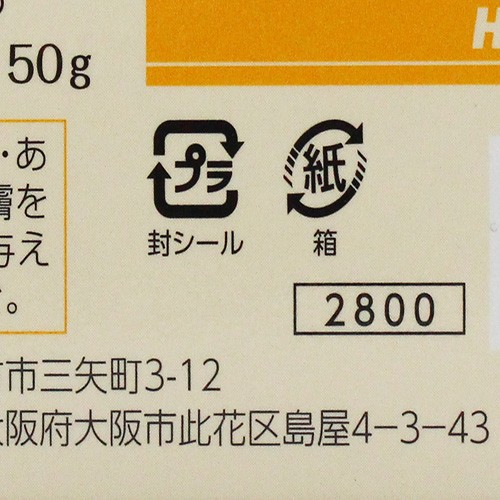 50g
H
・あ
膚を
与え
。
プラ
紙
封シール
箱
2800
市三矢町3-12
大阪府大阪市此花区島屋4−3−43